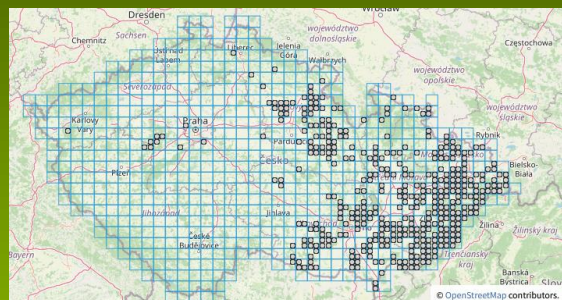 Dresden
Wrocław
województwo
dolnośląskie
Chemnitz
Sachsen
Ústí nad
Labem
Liberec
Jelenia
Góra
Wałbrzych
Częstochowa
województwo
opolskie
województwo
śląskie
Severozápad
Karlovy
Vary
Praha
Rybnik
Pardubice
Česko
Bielsko-
Biała
Plzeň
Jihozápad
Jihlava
České
Budějovice
Žilina
Žilinský kraj
Trenčiansky
kraj
Bayern
Banská
Bystrica
© OpenStreetMap contributors.